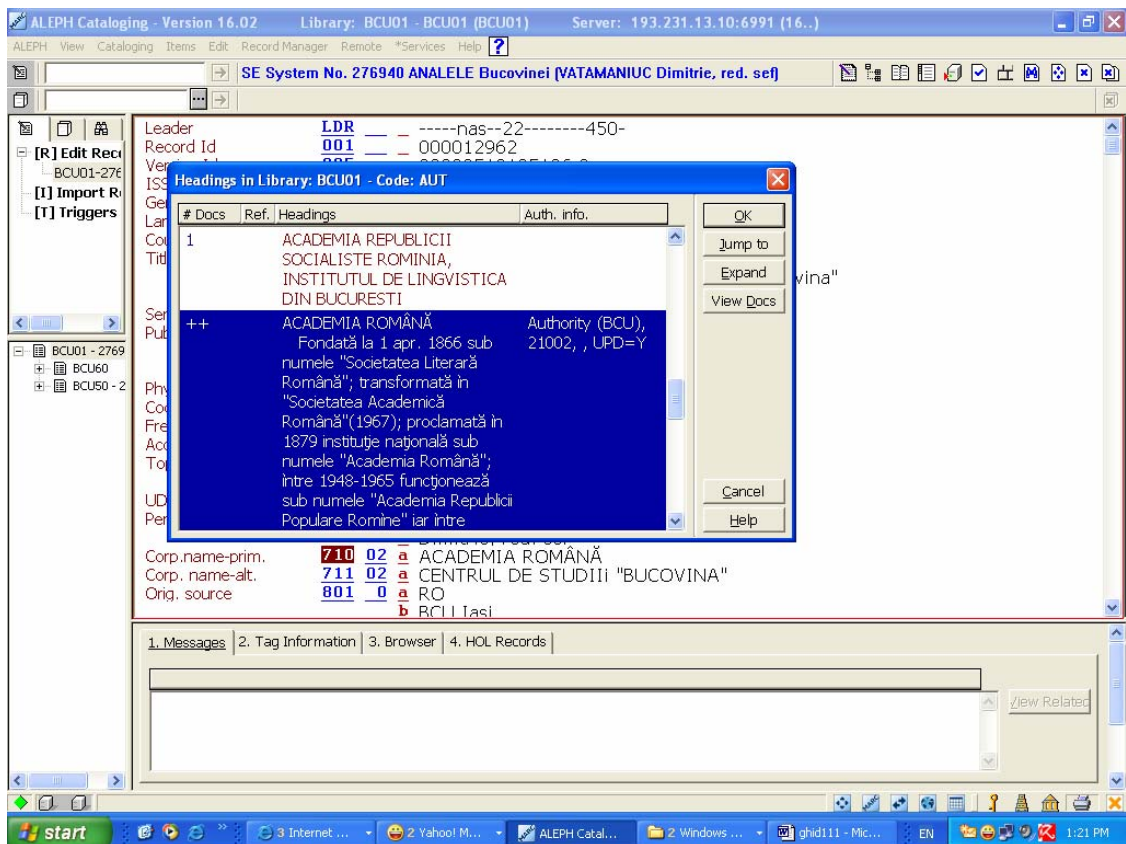 ALEPH Cataloging - Version 16.02 Library: BCU01 - BCU01 (BCU01) Server: 193.231.13.10:6991 (16..)
ALEPH View Cataloging Items Edit Record Manager Remote *Services Help ?
SE System No. 276940 ANALELE Bucovinei (VATAMANIUC Dimitrie, red. sef)
Leader LDR -----nas--22--------450-
[R] Edit Reco
Record Id 001 000012962
BCU01-276
[I] Import R
[T] Triggers
Headings in Library: BCU01 - Code: AUT
# Docs Ref. Headings Auth. info.
1 ACADEMIA REPUBLICII
SOCIALISTE ROMINIA,
INSTITUTUL DE LINGVISTICA
DIN BUCURESTI
++ ACADEMIA ROMÂNĂ Authority (BCU),
Fondată la 1 apr. 1866 sub 21002, , UPD=Y
numele "Societatea Literară
Română"; transformată în
"Societatea Academică
Română"(1967); proclamată în
1879 instituţie naţională sub
numele "Academia Română";
între 1948-1965 funcţionează
sub numele "Academia Republicii
Populare Romîne" iar între
OK
Jump to
Expand
View Docs
Cancel
Help
vina"
BCU01 - 2769
BCU60
BCU50 - 2
Corp.name-prim. 710 02 a ACADEMIA ROMÂNĂ
Corp. name-alt. 711 02 a CENTRUL DE STUDIIi "BUCOVINA"
Orig. source 801 0 a RO
b BCU Iasi
1. Messages 2. Tag Information 3. Browser 4. HOL Records
View Related
start 3 Internet ... 2 Yahoo! M... ALEPH Catal... 2 Windows ... ghid111 - Mic... EN 1:21 PM